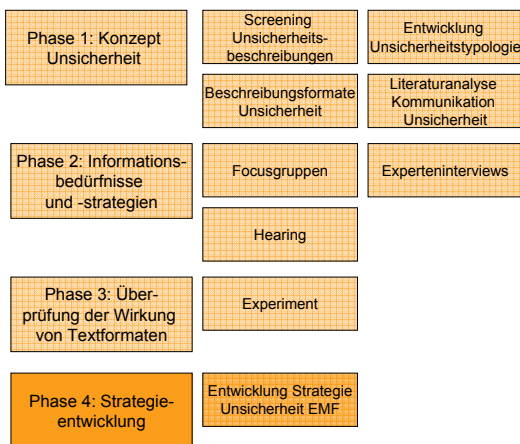 Phase 1: Konzept
Unsicherheit
Screening
Unsicherheits-
beschreibungen
Entwicklung
Unsicherheitstypologie
Beschreibungsformate
Unsicherheit
Literaturanalyse
Kommunikation
Unsicherheit
Phase 2: Informations-
bedürfnisse
und -strategien
Focusgruppen
Experteninterviews
Hearing
Phase 3: Über-
prüfung der Wirkung
von Textformaten
Experiment
Phase 4: Strategie-
entwicklung
Entwicklung Strategie
Unsicherheit EMF